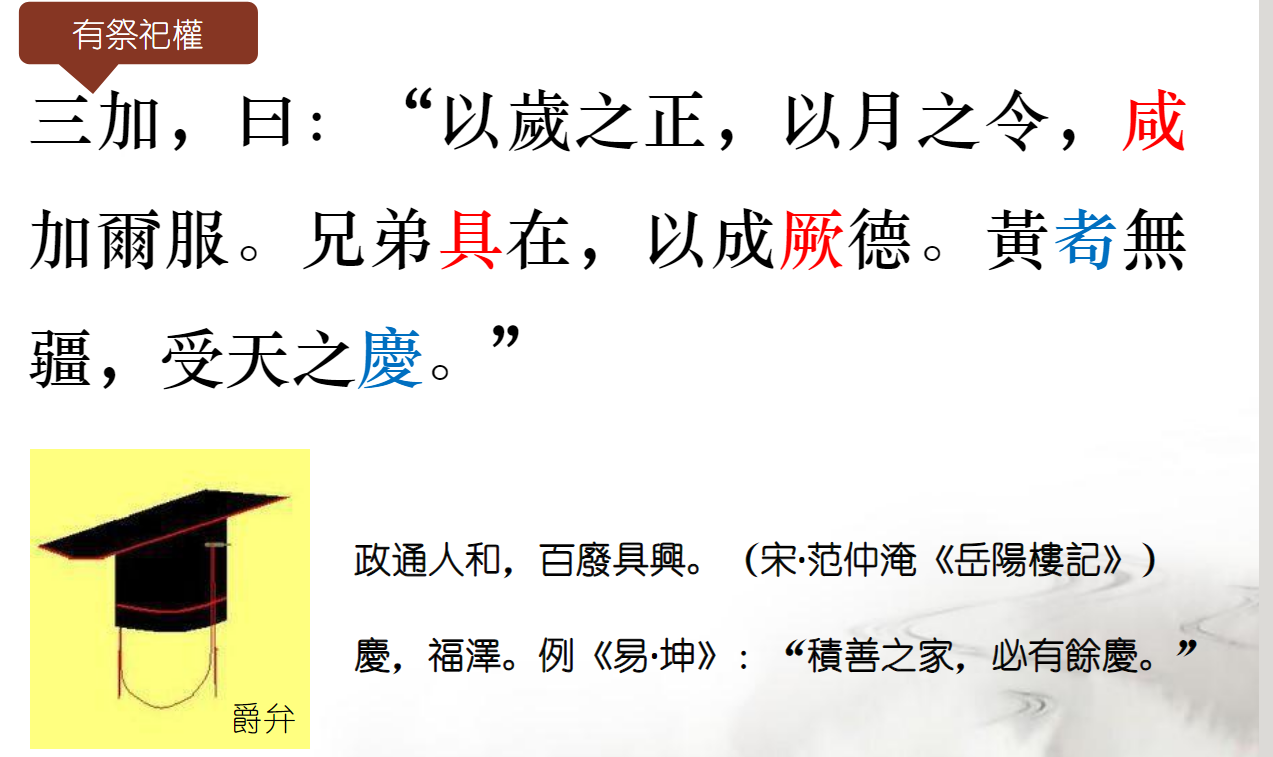 有祭祀權
三加，曰：“以歲之正，以月之令，咸
加爾服。兄弟具在，以成厥德。黃耇無
疆，受天之慶。”
政通人和，百廢具興。（宋·范仲淹《岳陽樓記》）
慶，福澤。例《易·坤》：“積善之家，必有餘慶。”
爵弁